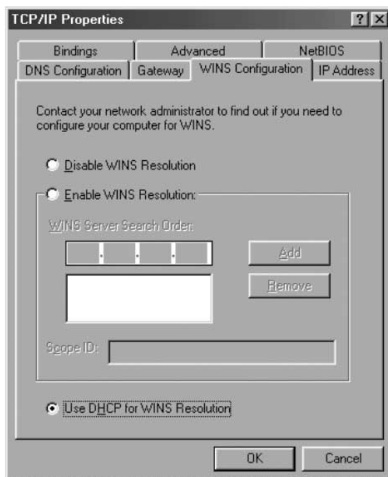 TCP/IP Properties
Bindings Advanced NetBIOS
DNS Configuration Gateway WINS Configuration IP Address
Contact your network administrator to find out if you need to
configure your computer for WINS.
Disable WINS Resolution
Enable WINS Resolution:
WINS Server Search Order:
Add
Remove
Scope ID:
Use DHCP for WINS Resolution
OK Cancel